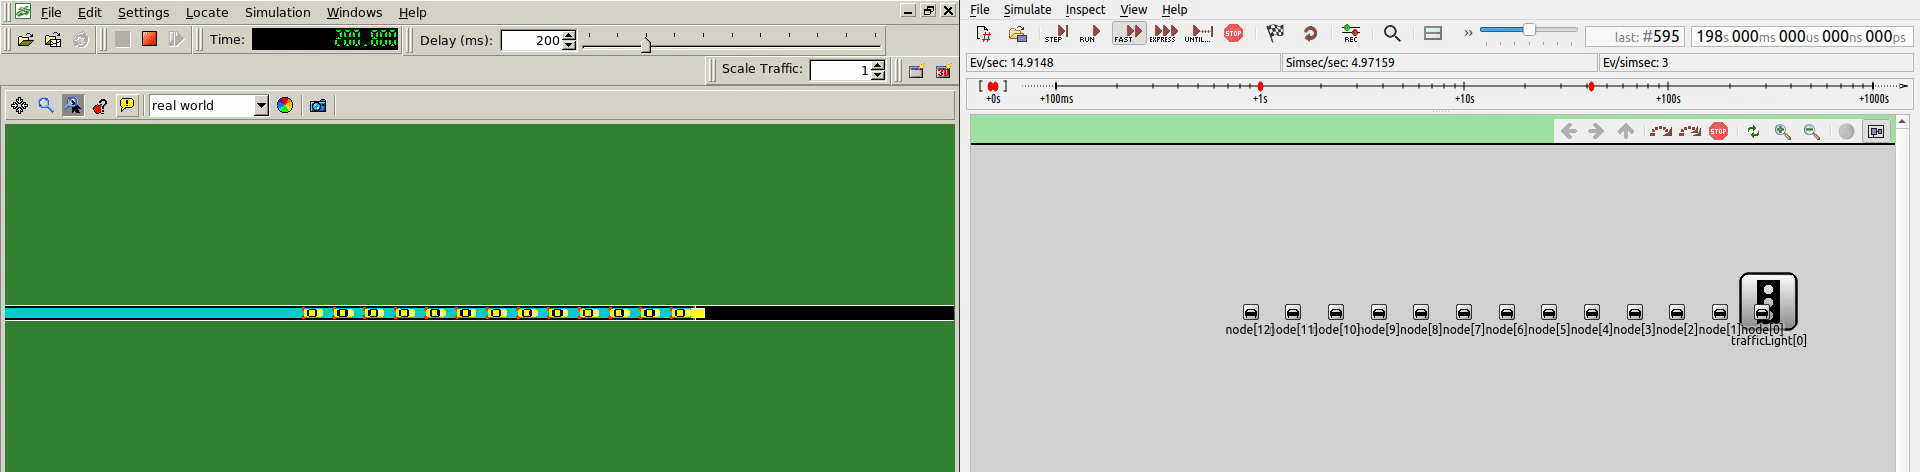 File Edit Settings Locate Simulation Windows Help
Time: Delay (ms): 200
Scale Traffic: 1
real world
File Simulate Inspect View Help
STEP RUN FAST EXPRESS UNTIL... STOP REC last: #595 198s 000ms 000us 000ns 000ps
Ev/sec: 14.9148 Simsec/sec: 4.97159 Ev/simsec: 3
+0s +100ms +1s +10s +100s +1000s
STOP
node[12] node[11] node[10] node[9] node[8] node[7] node[6] node[5] node[4] node[3] node[2] node[1] node[0]
trafficLight[0]